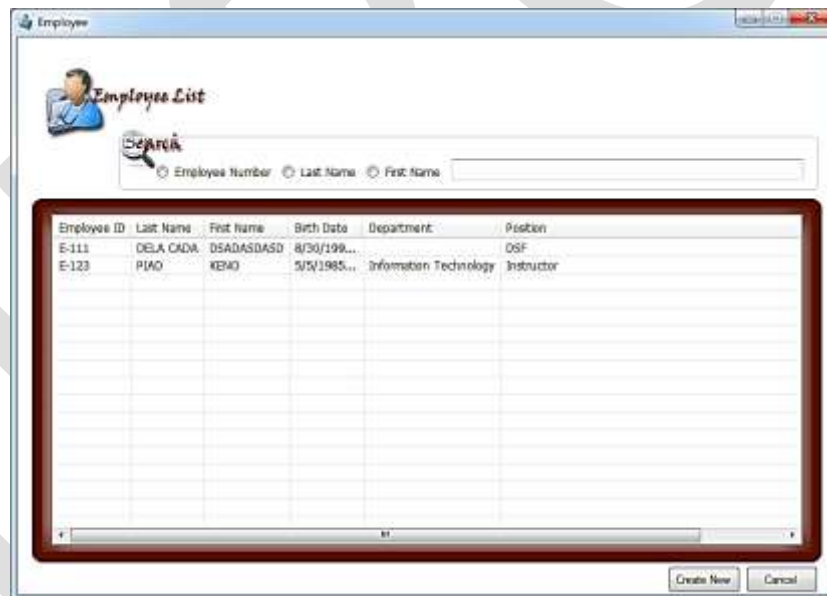 Employee
Employee List
Search
Employee Number Last Name First Name
Employee ID Last Name First Name Birth Date Department Position
E-111 DELA CADA DSADASDASD 8/30/199... DSF
E-123 PIAO KENO 5/5/1985... Information Technology Instructor
Create New Cancel